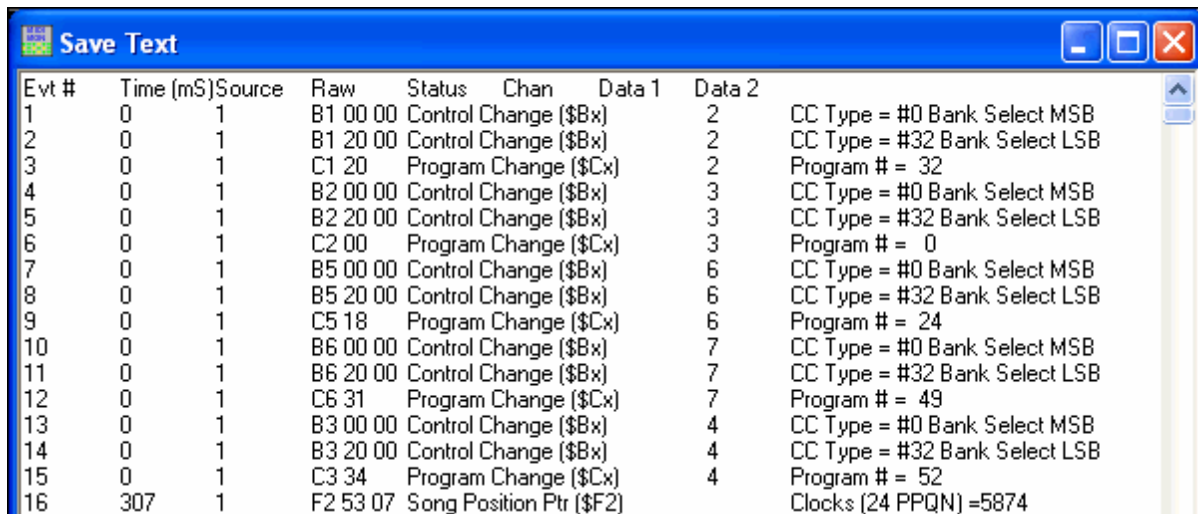 Save Text
Evt # Time (mS)Source Raw Status Chan Data 1 Data 2
1 0 1 B1 00 00 Control Change ($Bx) 2 CC Type = #0 Bank Select MSB
2 0 1 B1 20 00 Control Change ($Bx) 2 CC Type = #32 Bank Select LSB
3 0 1 C1 20 Program Change ($Cx) 2 Program # = 32
4 0 1 B2 00 00 Control Change ($Bx) 3 CC Type = #0 Bank Select MSB
5 0 1 B2 20 00 Control Change ($Bx) 3 CC Type = #32 Bank Select LSB
6 0 1 C2 00 Program Change ($Cx) 3 Program # = 0
7 0 1 B5 00 00 Control Change ($Bx) 6 CC Type = #0 Bank Select MSB
8 0 1 B5 20 00 Control Change ($Bx) 6 CC Type = #32 Bank Select LSB
9 0 1 C5 18 Program Change ($Cx) 6 Program # = 24
10 0 1 B6 00 00 Control Change ($Bx) 7 CC Type = #0 Bank Select MSB
11 0 1 B6 20 00 Control Change ($Bx) 7 CC Type = #32 Bank Select LSB
12 0 1 C6 31 Program Change ($Cx) 7 Program # = 49
13 0 1 B3 00 00 Control Change ($Bx) 4 CC Type = #0 Bank Select MSB
14 0 1 B3 20 00 Control Change ($Bx) 4 CC Type = #32 Bank Select LSB
15 0 1 C3 34 Program Change ($Cx) 4 Program # = 52
16 307 1 F2 53 07 Song Position Ptr ($F2) Clocks (24 PPQN) =5874